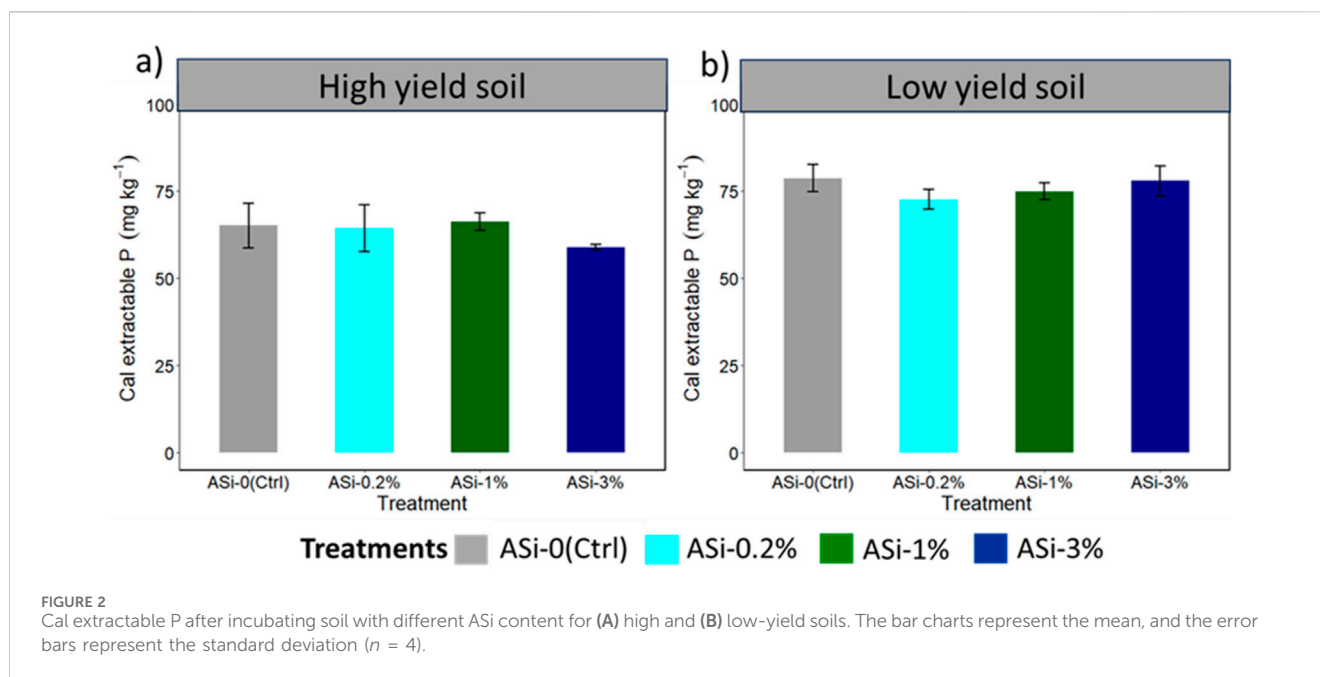 a)
High yield soil
100
75
50
25
0
Cal extractable P (mg kg⁻¹)
ASi-0(Ctrl) ASi-0.2% ASi-1% ASi-3%
Treatment
b)
Low yield soil
100
75
50
25
0
Cal extractable P (mg kg⁻¹)
ASi-0(Ctrl) ASi-0.2% ASi-1% ASi-3%
Treatment
Treatments ASi-0(Ctrl) ASi-0.2% ASi-1% ASi-3%
FIGURE 2
Cal extractable P after incubating soil with different ASi content for (A) high and (B) low-yield soils. The bar charts represent the mean, and the error
bars represent the standard deviation (n = 4).